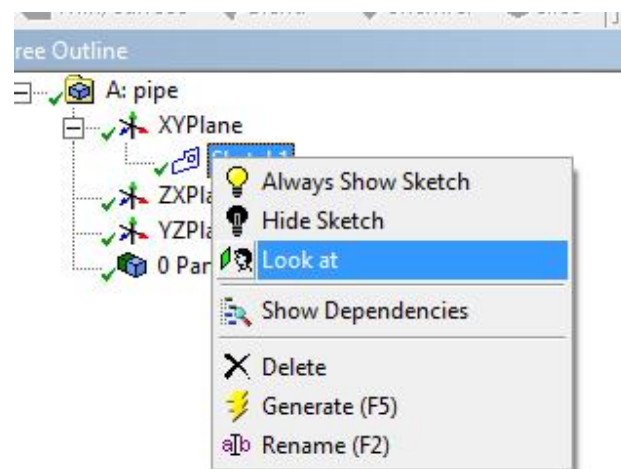 ree Outline
A: pipe
XYPlane
ZXPla
Always Show Sketch
YZPla
Hide Sketch
0 Par
Look at
Show Dependencies
Delete
Generate (F5)
Rename (F2)